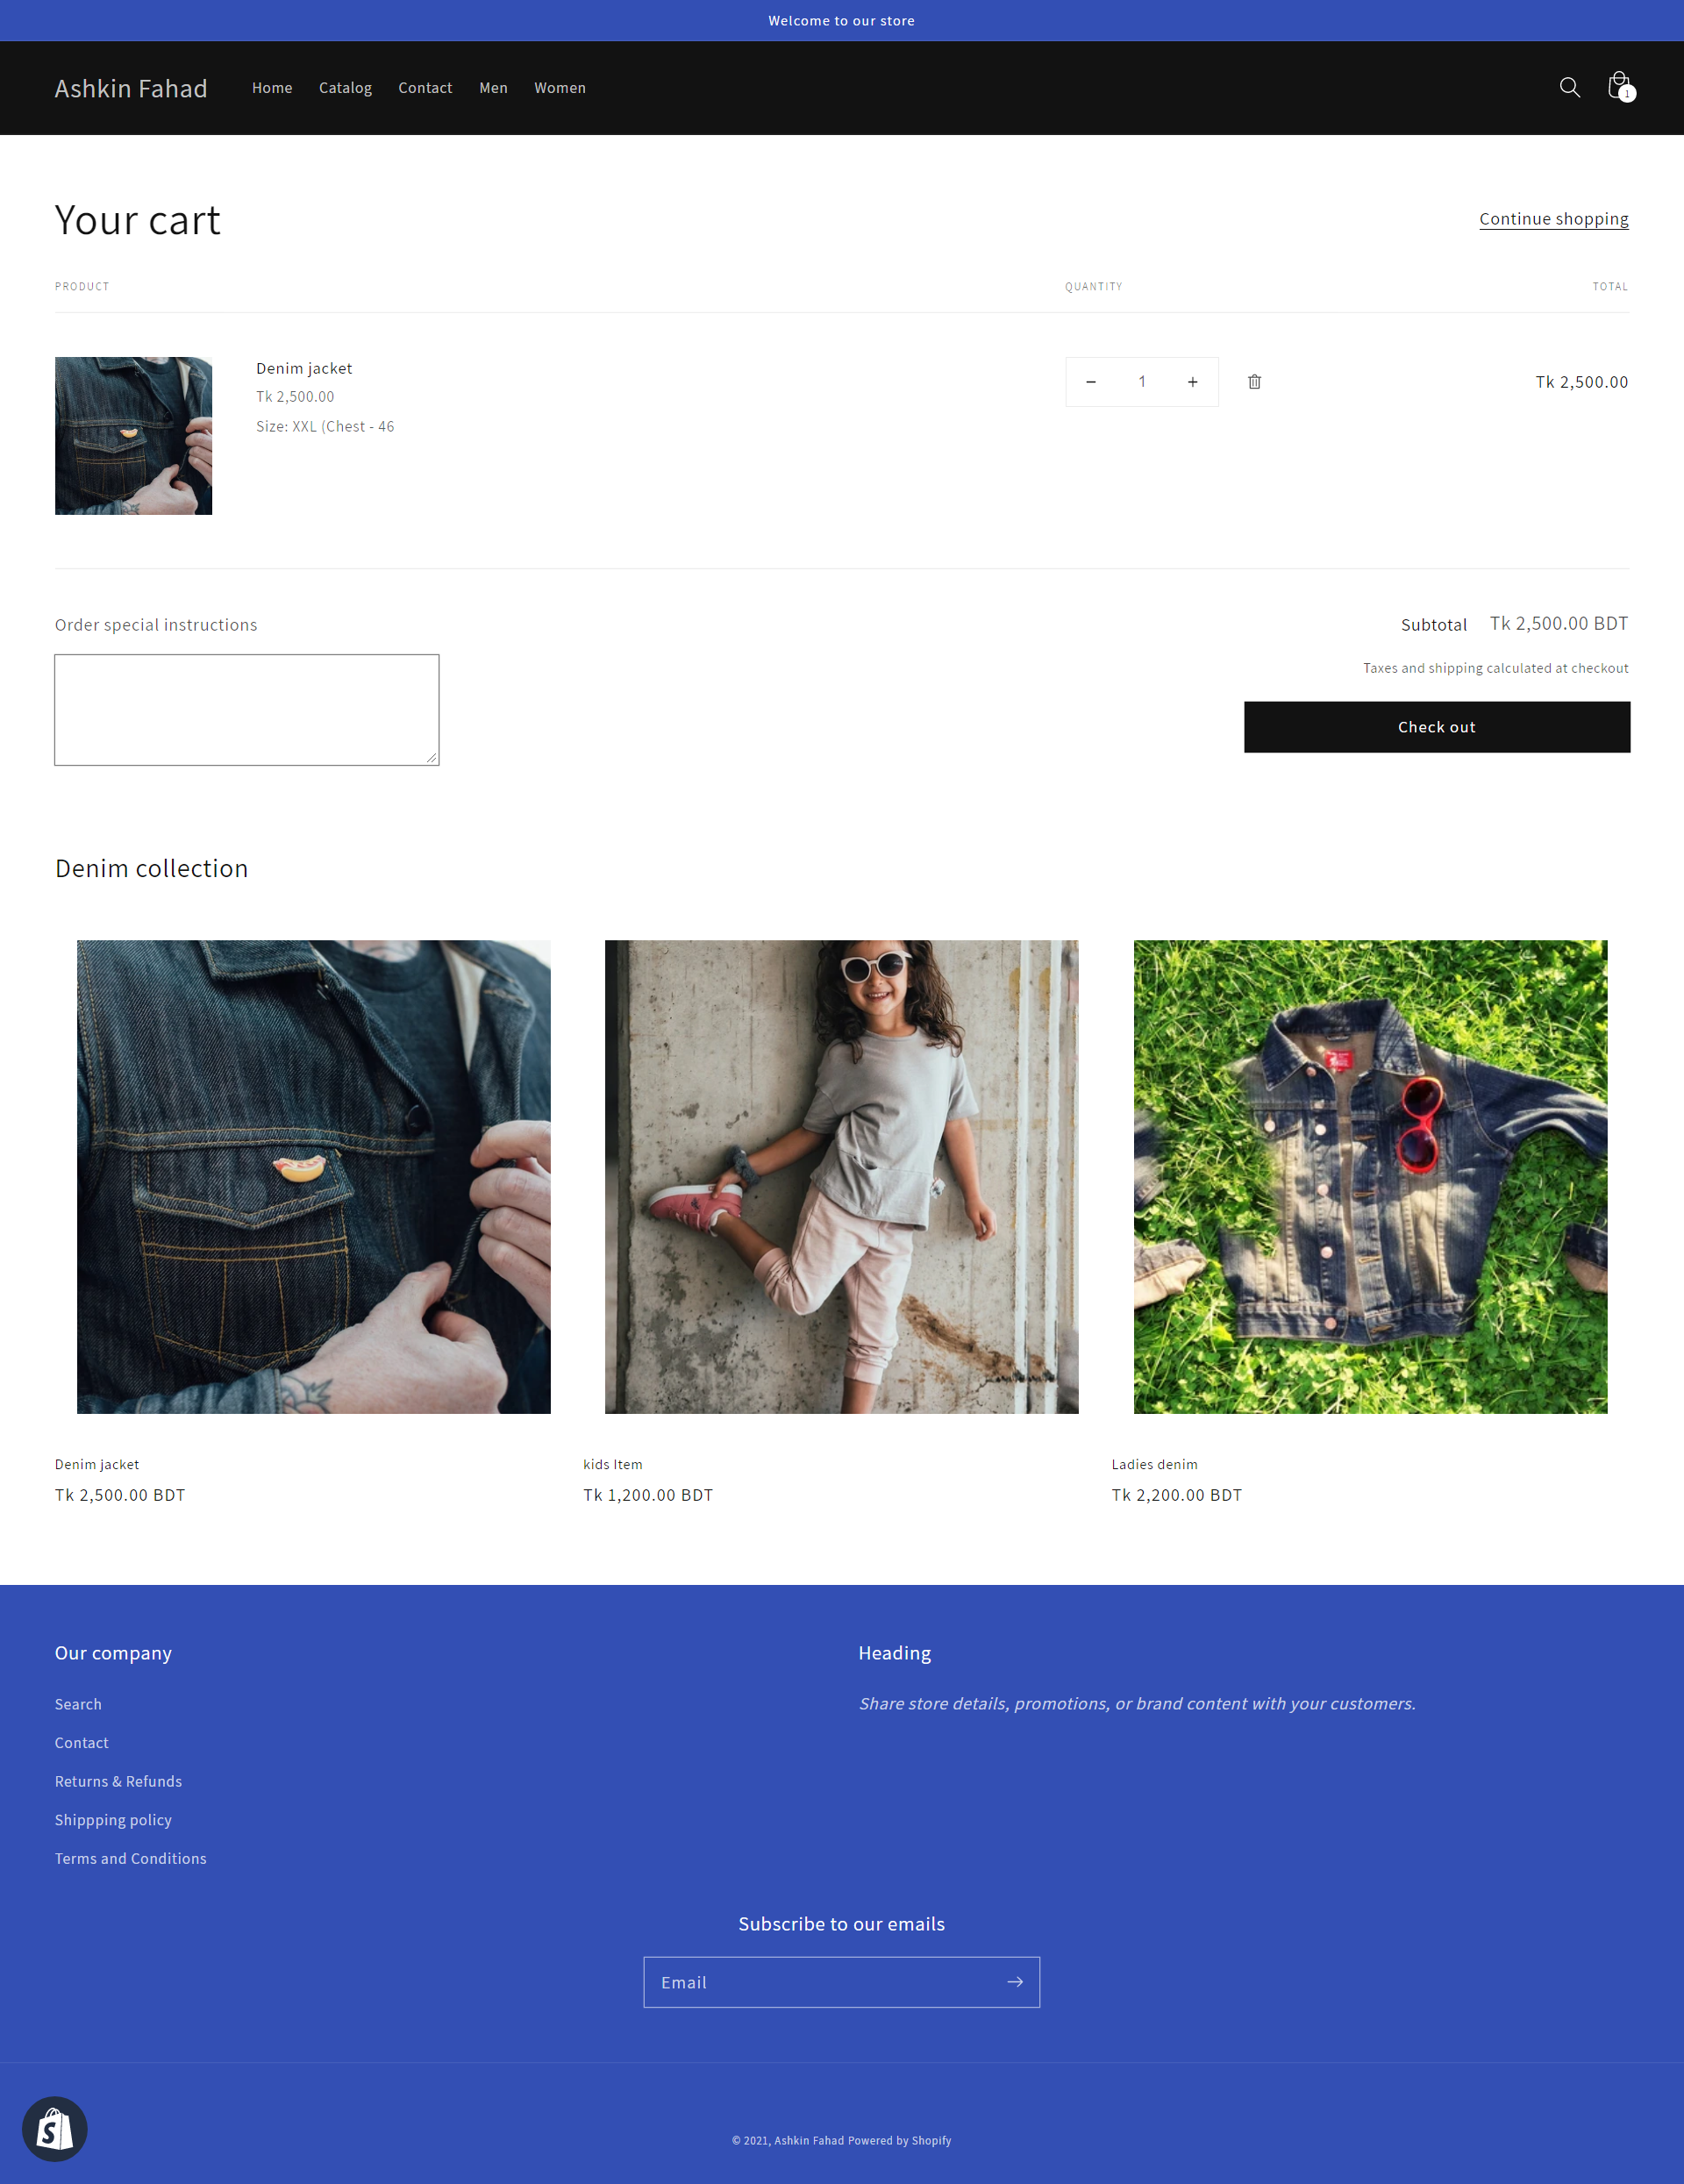 Welcome to our store
Ashkin Fahad
Home Catalog Contact Men Women
1
Your cart
Continue shopping
PRODUCT QUANTITY TOTAL
Denim jacket
Tk 2,500.00
Size: XXL (Chest - 46
− 1 +
Tk 2,500.00
Order special instructions
Subtotal Tk 2,500.00 BDT
Taxes and shipping calculated at checkout
Check out
Denim collection
Denim jacket
Tk 2,500.00 BDT
kids Item
Tk 1,200.00 BDT
Ladies denim
Tk 2,200.00 BDT
Our company
Search
Contact
Returns & Refunds
Shippping policy
Terms and Conditions
Heading
Share store details, promotions, or brand content with your customers.
Subscribe to our emails
Email
S
© 2021, Ashkin Fahad Powered by Shopify